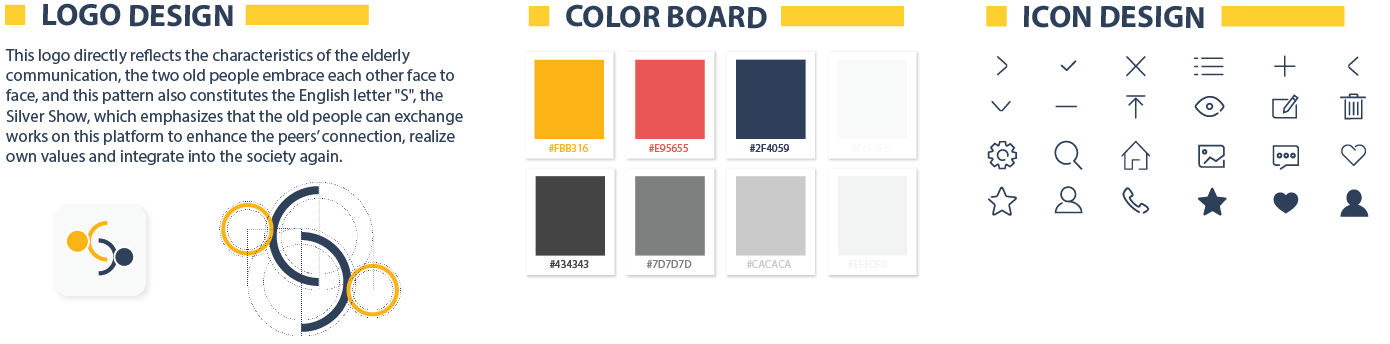 LOGO DESIGN
This logo directly reflects the characteristics of the elderly
communication, the two old people embrace each other face to
face, and this pattern also constitutes the English letter "S", the
Silver Show, which emphasizes that the old people can exchange
works on this platform to enhance the peers’ connection, realize
own values and integrate into the society again.
COLOR BOARD
#FBB316
#E95655
#2F4059
#434343
#7D7D7D
#CACACA
ICON DESIGN